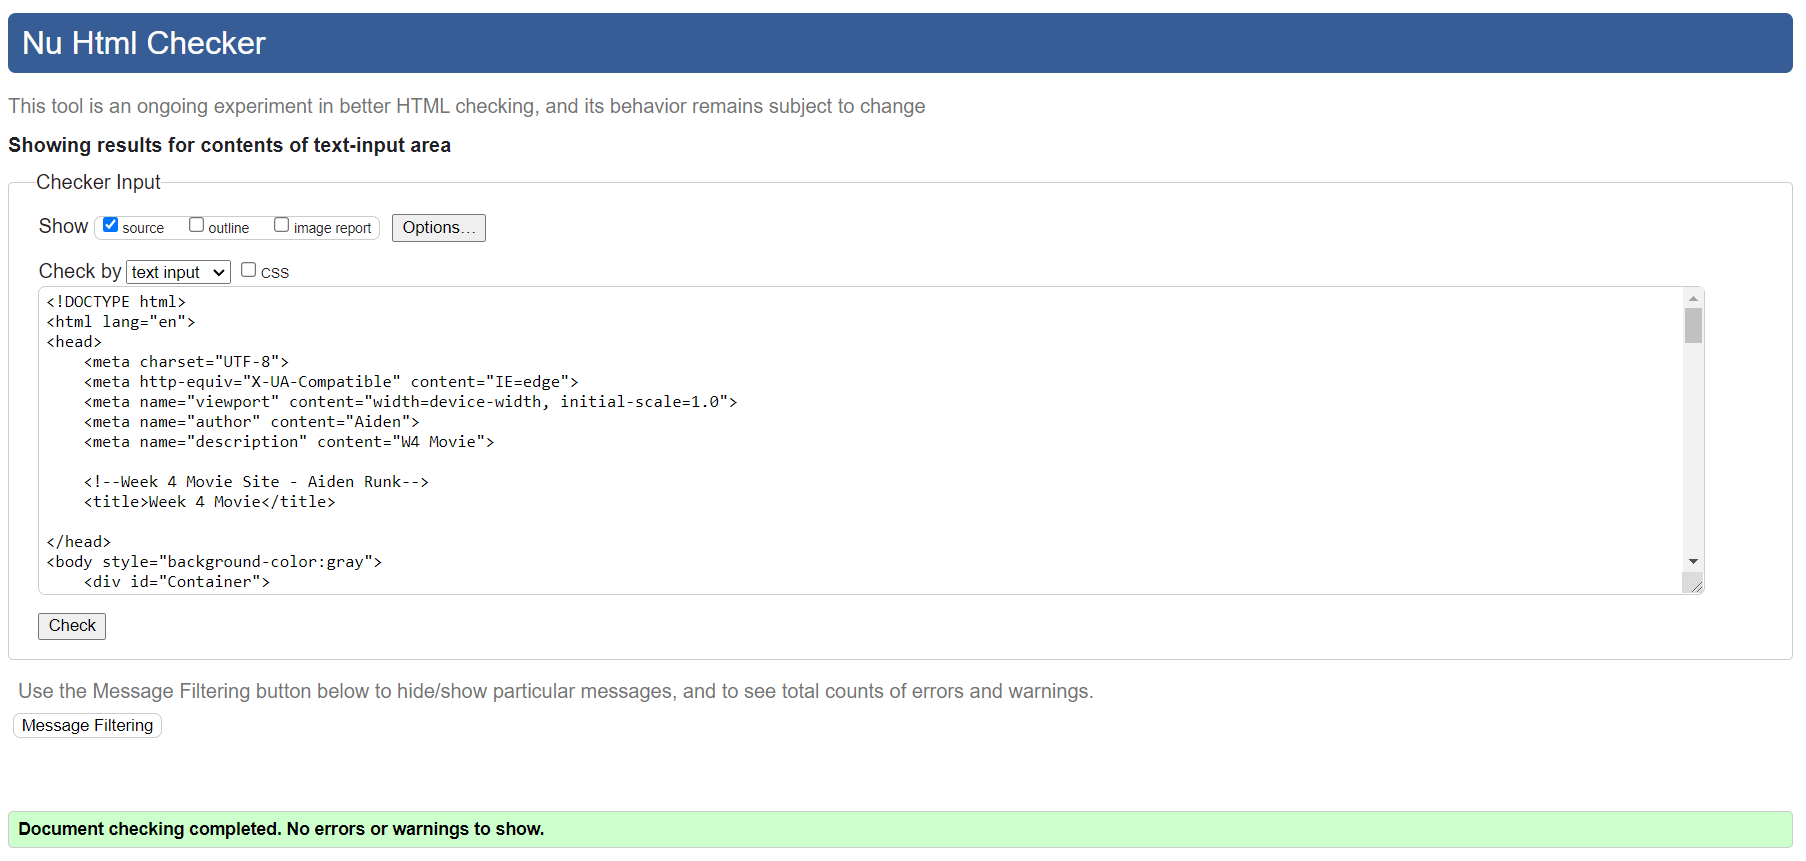 Nu Html Checker
This tool is an ongoing experiment in better HTML checking, and its behavior remains subject to change
Showing results for contents of text-input area
Checker Input
Show source outline image report Options...
Check by text input CSS
<!DOCTYPE html>
<html lang="en">
<head>
    <meta charset="UTF-8">
    <meta http-equiv="X-UA-Compatible" content="IE=edge">
    <meta name="viewport" content="width=device-width, initial-scale=1.0">
    <meta name="author" content="Aiden">
    <meta name="description" content="W4 Movie">
    <!--Week 4 Movie Site - Aiden Runk-->
    <title>Week 4 Movie</title>
</head>
<body style="background-color:gray">
    <div id="Container">
Check
Use the Message Filtering button below to hide/show particular messages, and to see total counts of errors and warnings.
Message Filtering
Document checking completed. No errors or warnings to show.